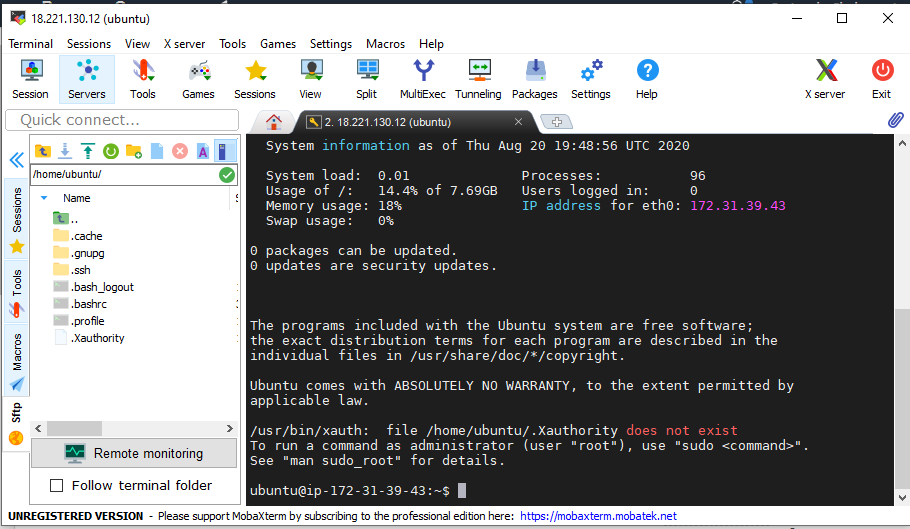 18.221.130.12 (ubuntu)
Terminal Sessions View X server Tools Games Settings Macros Help
Session Servers Tools Games Sessions View Split MultiExec Tunneling Packages Settings Help X server Exit
Quick connect...
2. 18.221.130.12 (ubuntu)
/home/ubuntu/
Name S
..
.cache
.gnupg
.ssh
.bash_logout
.bashrc
.profile
.Xauthority
Sessions
Tools
Macros
Sftp
Remote monitoring
Follow terminal folder
System information as of Thu Aug 20 19:48:56 UTC 2020
System load: 0.01 Processes: 96
Usage of /: 14.4% of 7.69GB Users logged in: 0
Memory usage: 18% IP address for eth0: 172.31.39.43
Swap usage: 0%
0 packages can be updated.
0 updates are security updates.
The programs included with the Ubuntu system are free software;
the exact distribution terms for each program are described in the
individual files in /usr/share/doc/*/copyright.
Ubuntu comes with ABSOLUTELY NO WARRANTY, to the extent permitted by
applicable law.
/usr/bin/xauth: file /home/ubuntu/.Xauthority does not exist
To run a command as administrator (user "root"), use "sudo <command>".
See "man sudo_root" for details.
ubuntu@ip-172-31-39-43:~$
UNREGISTERED VERSION - Please support MobaXterm by subscribing to the professional edition here: https://mobaxterm.mobatek.net